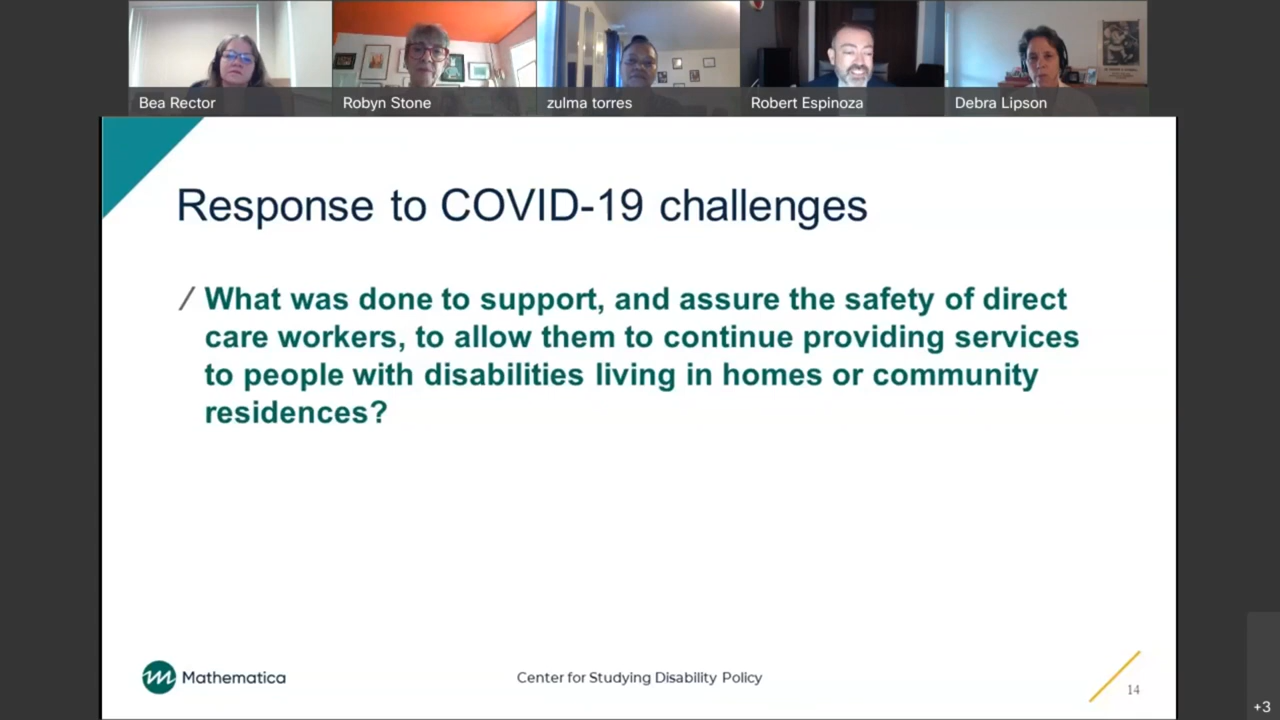 Bea Rector
Robyn Stone
zulma torres
Robert Espinoza
Debra Lipson
Response to COVID-19 challenges
/ What was done to support, and assure the safety of direct
care workers, to allow them to continue providing services
to people with disabilities living in homes or community
residences?
Mathematica
Center for Studying Disability Policy
14
+3